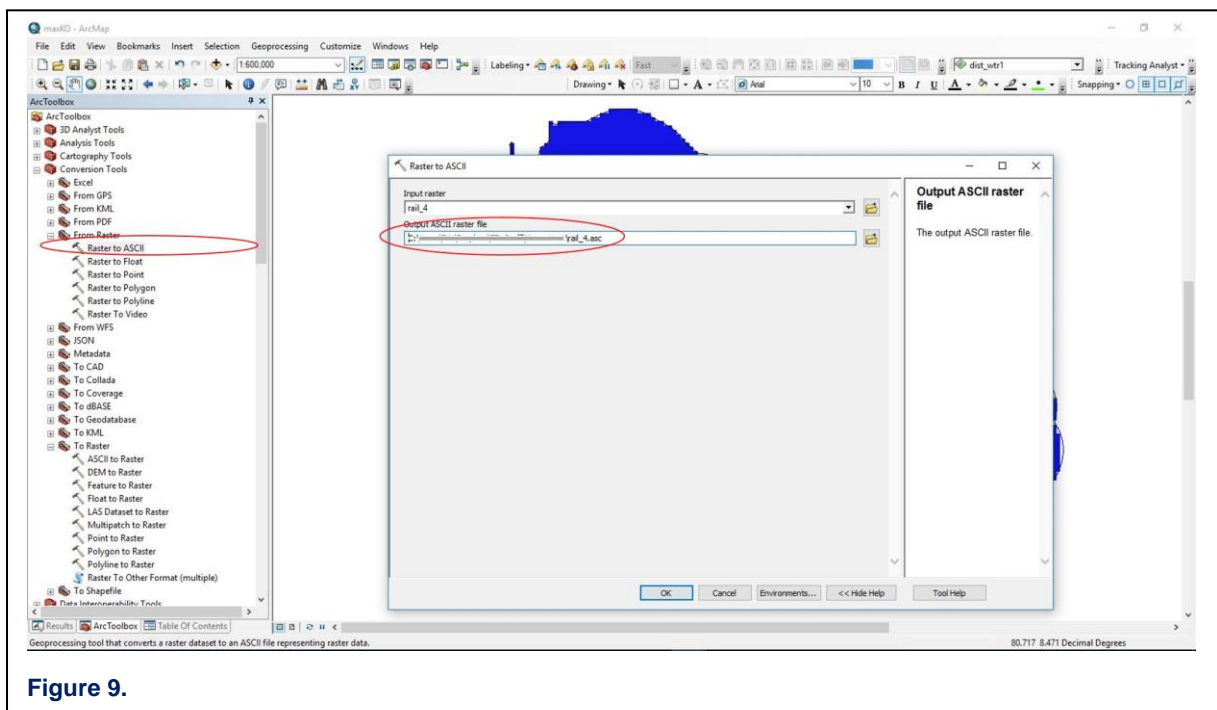 maxKO - ArcMap
File Edit View Bookmarks Insert Selection Geoprocessing Customize Windows Help
1:600,000 Labeling Fast dist_wtr1 Tracking Analyst
Drawing A Arial 10 B I U A Snapping
ArcToolbox
ArcToolbox
3D Analyst Tools
Analysis Tools
Cartography Tools
Conversion Tools
Excel
From GPS
From KML
From PDF
From Raster
Raster to ASCII
Raster to Float
Raster to Point
Raster to Polygon
Raster to Polyline
Raster To Video
From WFS
JSON
Metadata
To CAD
To Collada
To Coverage
To dBASE
To Geodatabase
To KML
To Raster
ASCII to Raster
DEM to Raster
Feature to Raster
Float to Raster
LAS Dataset to Raster
Multipatch to Raster
Point to Raster
Polygon to Raster
Polyline to Raster
Raster To Other Format (multiple)
To Shapefile
Data Interoperability Tools
Results ArcToolbox Table Of Contents
Raster to ASCII
Input raster
rail_4
Output ASCII raster file
\rail_4.asc
OK Cancel Environments... << Hide Help Tool Help
Output ASCII raster
file
The output ASCII raster file.
Geoprocessing tool that converts a raster dataset to an ASCII file representing raster data.
80.717 8.471 Decimal Degrees
Figure 9.